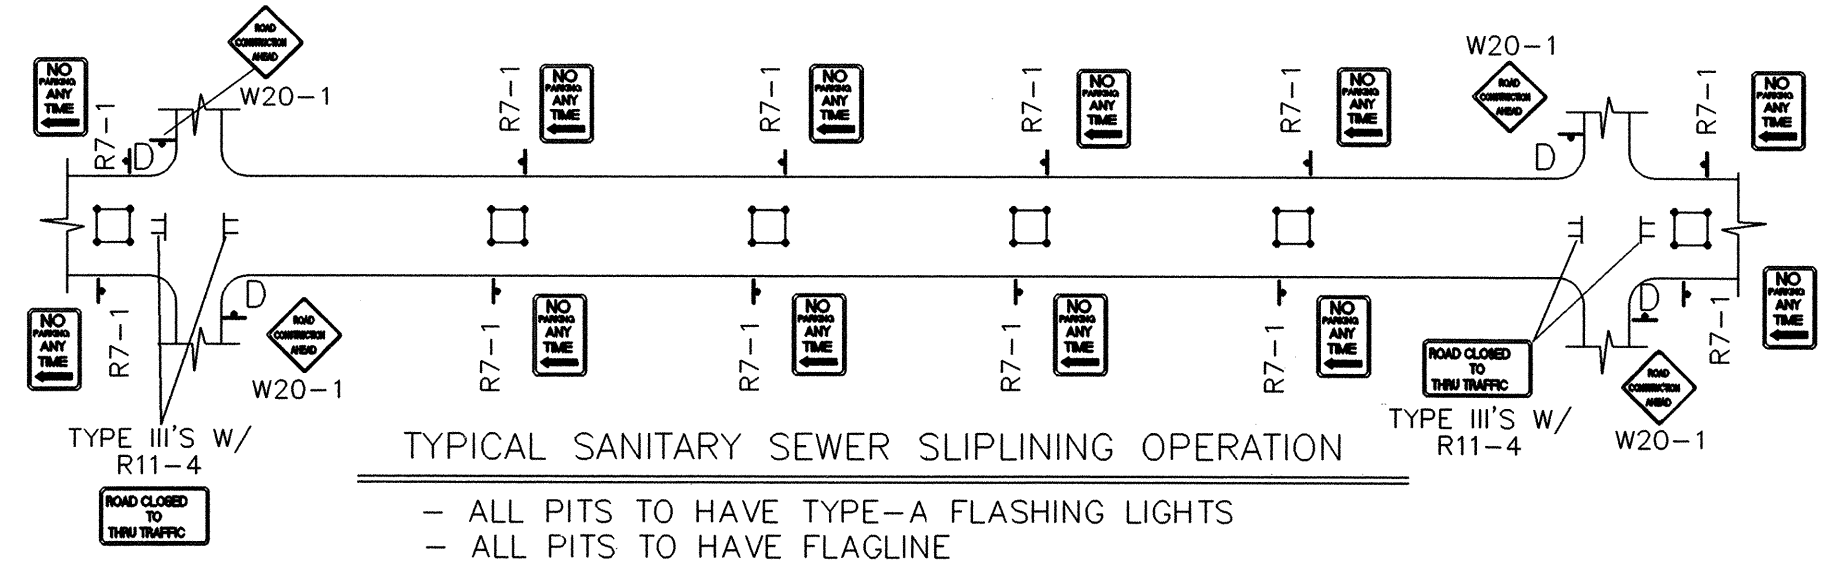 ROAD
CONSTRUCTION
AHEAD
W20-1
NO
PARKING
ANY
TIME
R7-1
D
R7-1
NO
PARKING
ANY
TIME
R7-1
NO
PARKING
ANY
TIME
R7-1
NO
PARKING
ANY
TIME
R7-1
NO
PARKING
ANY
TIME
W20-1
ROAD
CONSTRUCTION
AHEAD
D
R7-1
NO
PARKING
ANY
TIME
NO
PARKING
ANY
TIME
R7-1
D
ROAD
CONSTRUCTION
AHEAD
W20-1
R7-1
NO
PARKING
ANY
TIME
R7-1
NO
PARKING
ANY
TIME
R7-1
NO
PARKING
ANY
TIME
R7-1
NO
PARKING
ANY
TIME
D
R7-1
NO
PARKING
ANY
TIME
ROAD CLOSED
TO
THRU TRAFFIC
TYPE III'S W/
R11-4
ROAD
CONSTRUCTION
AHEAD
W20-1
TYPE III'S W/
R11-4
ROAD CLOSED
TO
THRU TRAFFIC
TYPICAL SANITARY SEWER SLIPLINING OPERATION
- ALL PITS TO HAVE TYPE-A FLASHING LIGHTS
- ALL PITS TO HAVE FLAGLINE